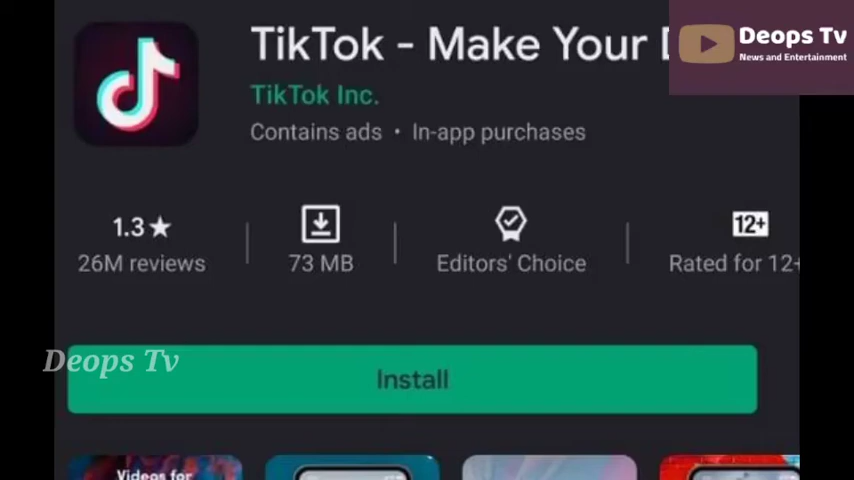 TikTok - Make Your
Deops Tv
News and Entertainment
TikTok Inc.
Contains ads • In-app purchases
1.3★
26M reviews
73 MB
Editors' Choice
12+
Rated for 12+
Deops Tv
Install
Videos for